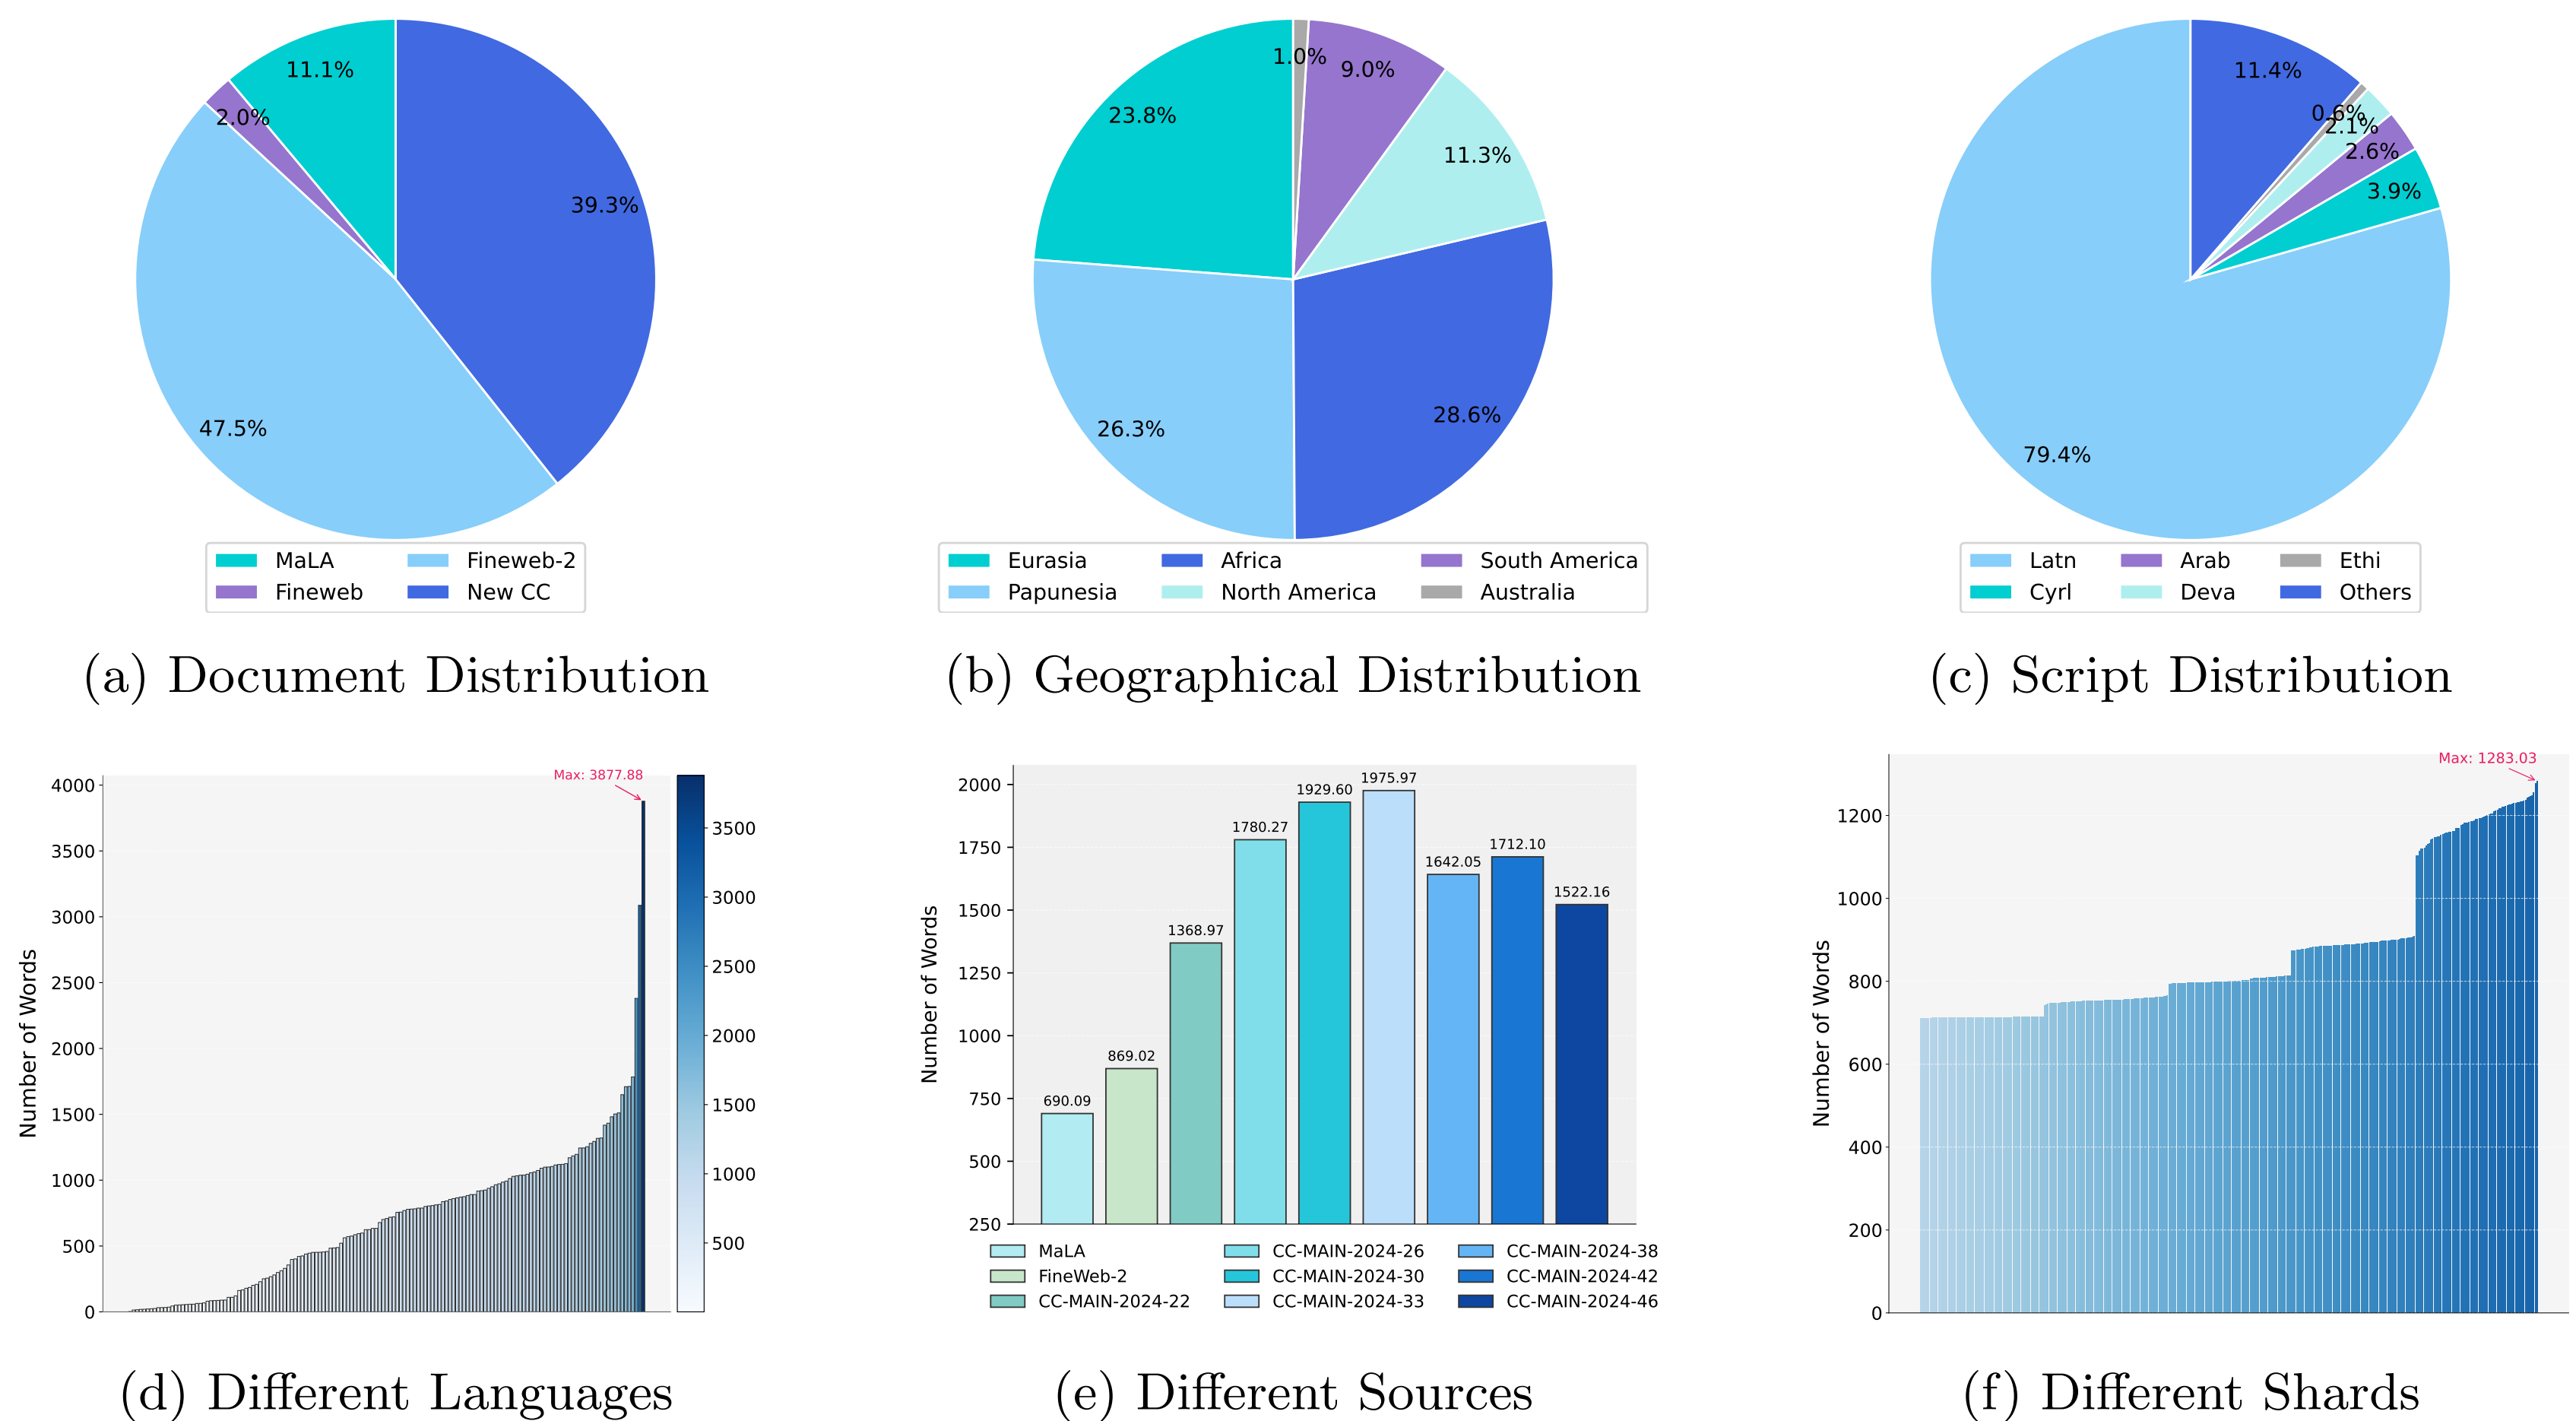 11.1%
2.0%
39.3%
47.5%
MaLA Fineweb-2
Fineweb New CC
(a) Document Distribution
1.0%
9.0%
23.8%
11.3%
28.6%
26.3%
Eurasia Africa South America
Papunesia North America Australia
(b) Geographical Distribution
11.4%
0.6%
2.1%
2.6%
3.9%
79.4%
Latn Arab Ethi
Cyrl Deva Others
(c) Script Distribution
Max: 3877.88
4000
3500
3000
2500
2000
1500
1000
500
0
Number of Words
3500
3000
2500
2000
1500
1000
500
(d) Different Languages
2000
1750
1500
1250
1000
750
500
250
Number of Words
690.09
869.02
1368.97
1780.27
1929.60
1975.97
1642.05
1712.10
1522.16
MaLA CC-MAIN-2024-26 CC-MAIN-2024-38
FineWeb-2 CC-MAIN-2024-30 CC-MAIN-2024-42
CC-MAIN-2024-22 CC-MAIN-2024-33 CC-MAIN-2024-46
(e) Different Sources
Max: 1283.03
1200
1000
800
600
400
200
0
Number of Words
(f) Different Shards